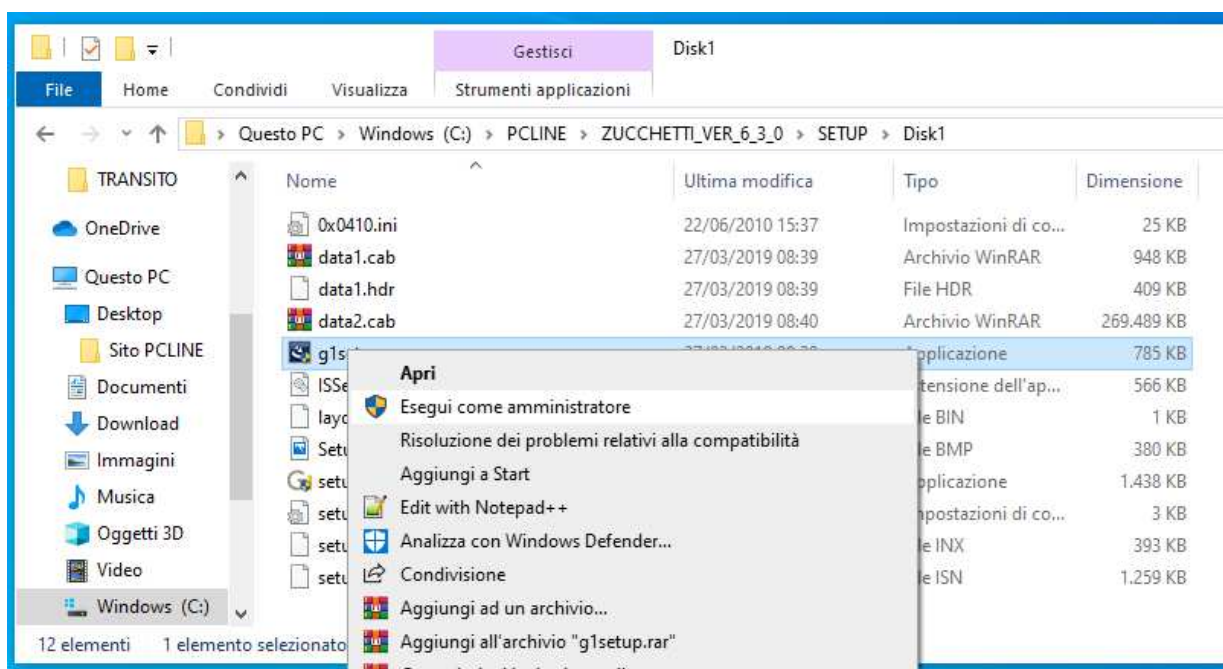 Gestisci Disk1
File Home Condividi Visualizza Strumenti applicazioni
Questo PC > Windows (C:) > PCLINE > ZUCCHETTI_VER_6_3_0 > SETUP > Disk1
TRANSITO
OneDrive
Questo PC
Desktop
Sito PCLINE
Documenti
Download
Immagini
Musica
Oggetti 3D
Video
Windows (C:)
Nome Ultima modifica Tipo Dimensione
0x0410.ini 22/06/2010 15:37 Impostazioni di co... 25 KB
data1.cab 27/03/2019 08:39 Archivio WinRAR 948 KB
data1.hdr 27/03/2019 08:39 File HDR 409 KB
data2.cab 27/03/2019 08:40 Archivio WinRAR 269.489 KB
785 KB
566 KB
BIN 1 KB
BMP 380 KB
1.438 KB
3 KB
INX 393 KB
ISN 1.259 KB
Apri
Esegui come amministratore
Risoluzione dei problemi relativi alla compatibilità
Aggiungi a Start
Edit with Notepad++
Analizza con Windows Defender...
Condivisione
Aggiungi ad un archivio...
Aggiungi all'archivio "g1setup.rar"
12 elementi 1 elemento selezionato